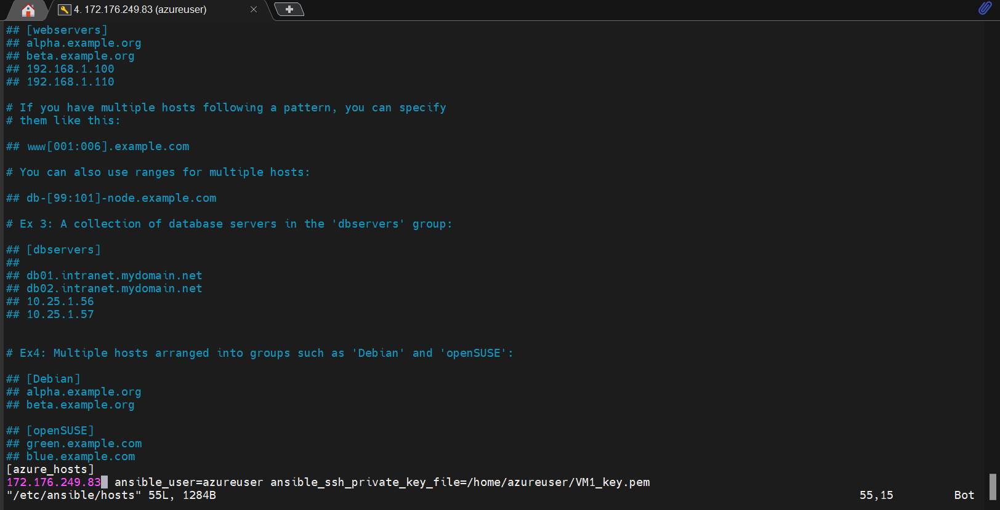 4. 172.176.249.83 (azureuser)
## [webservers]
## alpha.example.org
## beta.example.org
## 192.168.1.100
## 192.168.1.110
# If you have multiple hosts following a pattern, you can specify
# them like this:
## www[001:006].example.com
# You can also use ranges for multiple hosts:
## db-[99:101]-node.example.com
# Ex 3: A collection of database servers in the 'dbservers' group:
## [dbservers]
##
## db01.intranet.mydomain.net
## db02.intranet.mydomain.net
## 10.25.1.56
## 10.25.1.57
# Ex4: Multiple hosts arranged into groups such as 'Debian' and 'openSUSE':
## [Debian]
## alpha.example.org
## beta.example.org
## [openSUSE]
## green.example.com
## blue.example.com
[azure_hosts]
172.176.249.83 ansible_user=azureuser ansible_ssh_private_key_file=/home/azureuser/VM1_key.pem
"/etc/ansible/hosts" 55L, 1284B 55,15 Bot